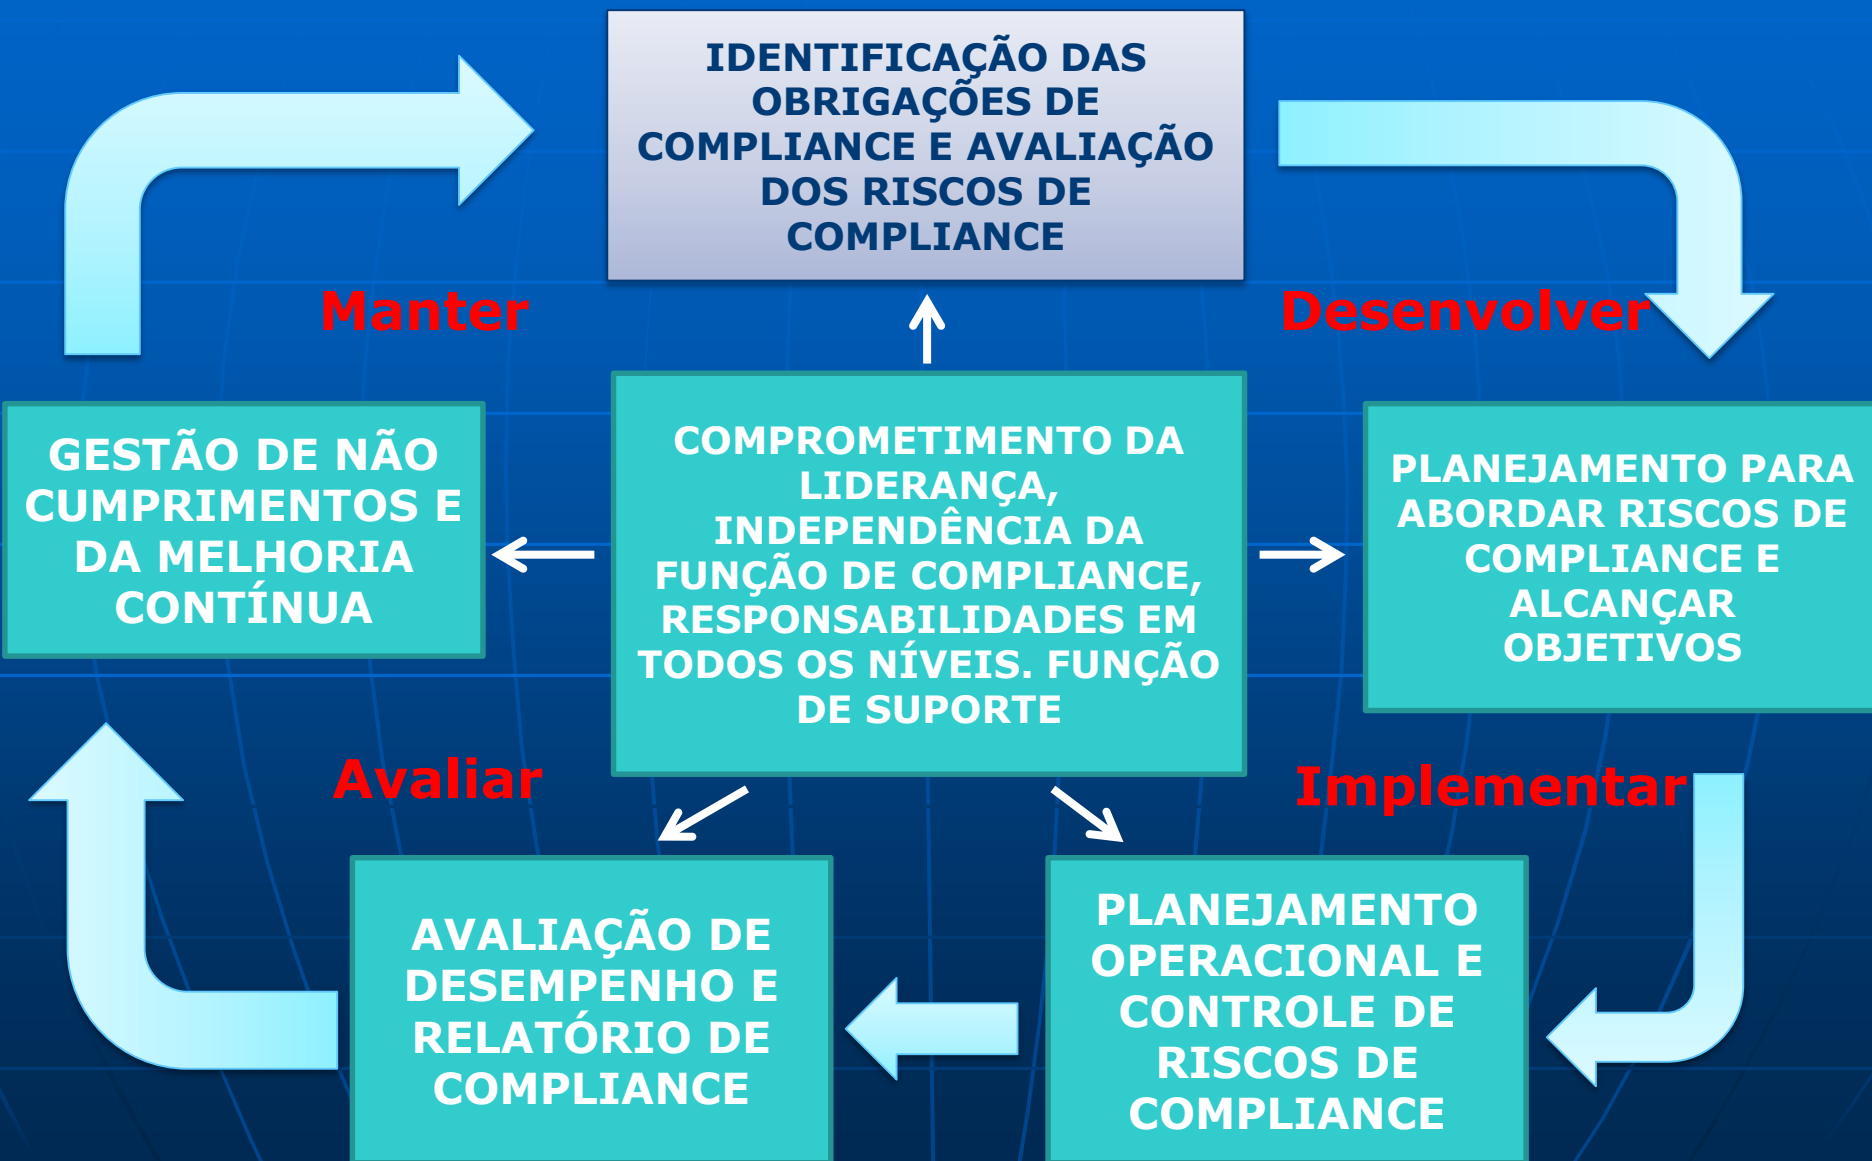 IDENTIFICAÇÃO DAS
OBRIGAÇÕES DE
COMPLIANCE E AVALIAÇÃO
DOS RISCOS DE
COMPLIANCE
Manter
Desenvolver
GESTÃO DE NÃO
CUMPRIMENTOS E
DA MELHORIA
CONTÍNUA
COMPROMETIMENTO DA
LIDERANÇA,
INDEPENDÊNCIA DA
FUNÇÃO DE COMPLIANCE,
RESPONSABILIDADES EM
TODOS OS NÍVEIS. FUNÇÃO
DE SUPORTE
PLANEJAMENTO PARA
ABORDAR RISCOS DE
COMPLIANCE E
ALCANÇAR
OBJETIVOS
Avaliar
Implementar
AVALIAÇÃO DE
DESEMPENHO E
RELATÓRIO DE
COMPLIANCE
PLANEJAMENTO
OPERACIONAL E
CONTROLE DE
RISCOS DE
COMPLIANCE